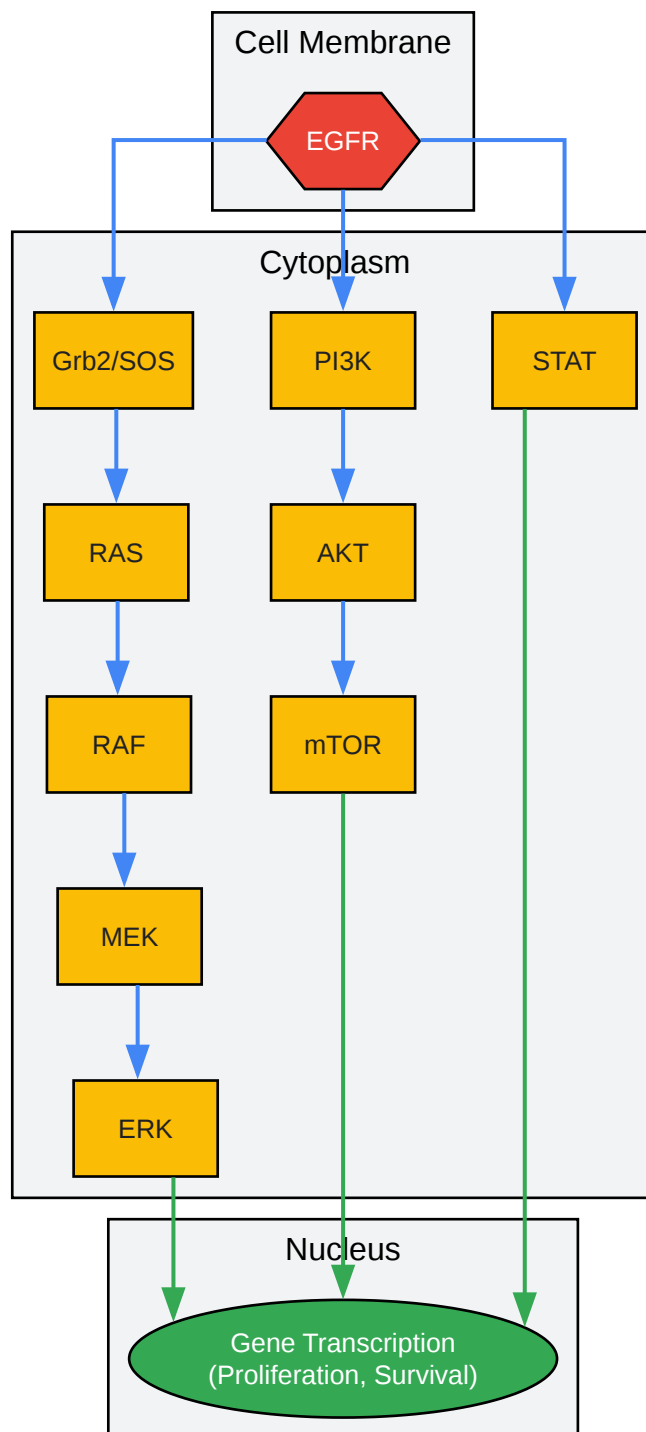 Cell Membrane
EGFR
Cytoplasm
Grb2/SOS
PI3K
STAT
RAS
AKT
RAF
mTOR
MEK
ERK
Nucleus
Gene Transcription
(Proliferation, Survival)